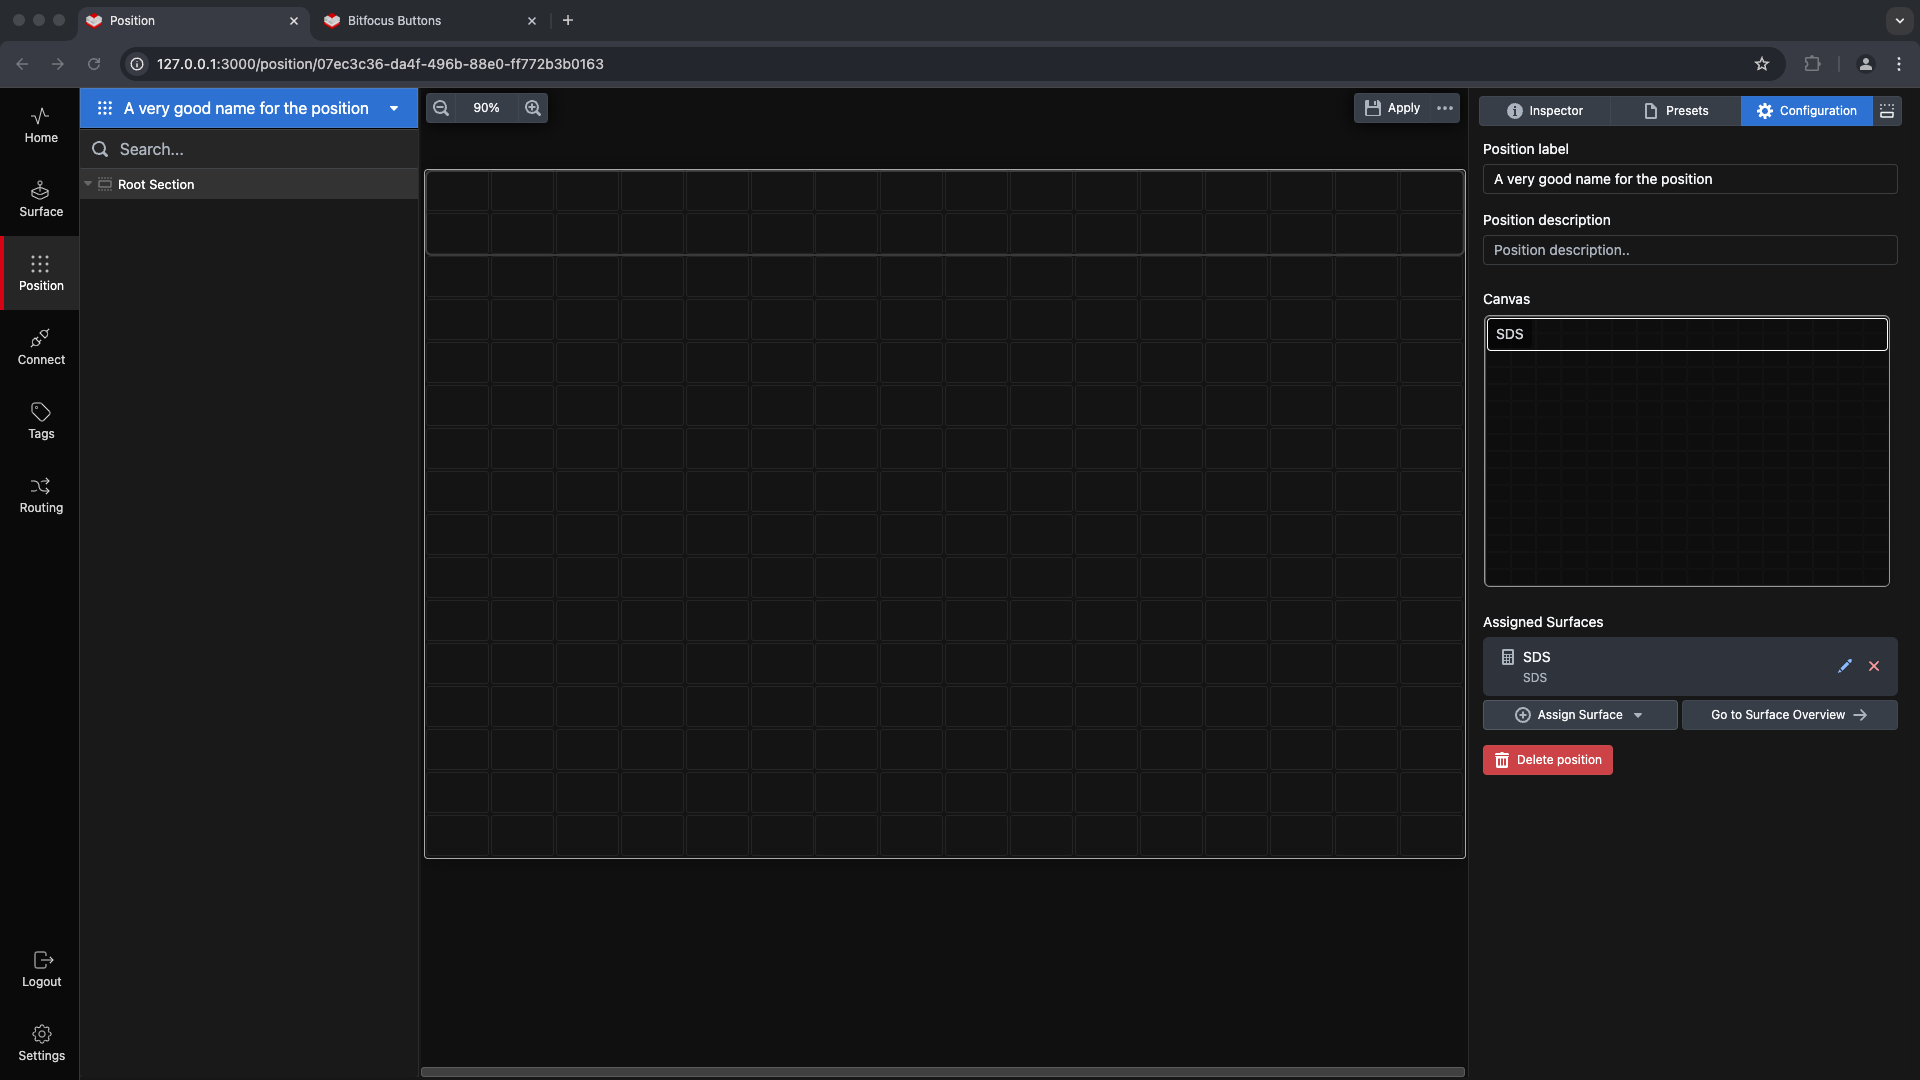 Position
Bitfocus Buttons
127.0.0.1:3000/position/07ec3c36-da4f-496b-88e0-ff772b3b0163
Home
Surface
Position
Connect
Tags
Routing
Logout
Settings
A very good name for the position
Search...
Root Section
90%
Apply
Inspector
Presets
Configuration
Position label
A very good name for the position
Position description
Position description..
Canvas
SDS
Assigned Surfaces
SDS
SDS
Assign Surface
Go to Surface Overview
Delete position